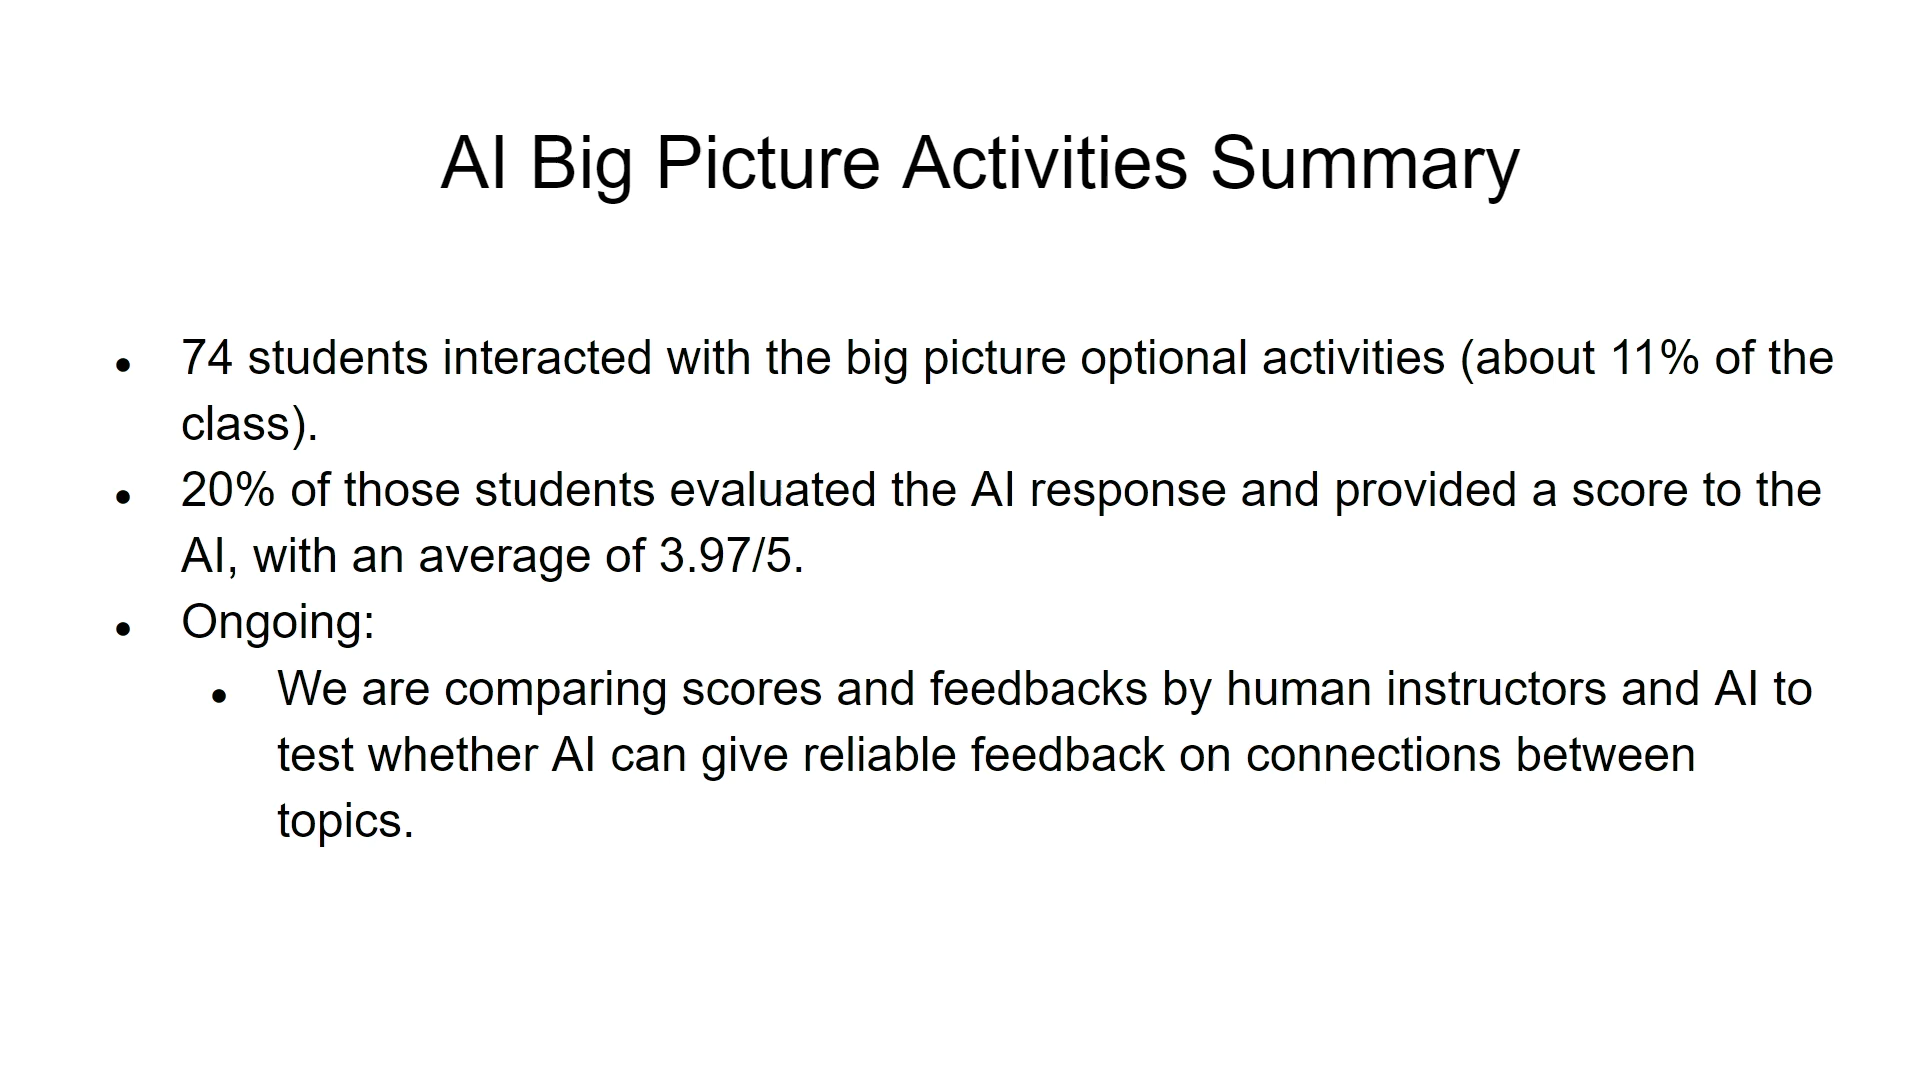 AI Big Picture Activities Summary
• 74 students interacted with the big picture optional activities (about 11% of the
class).
• 20% of those students evaluated the AI response and provided a score to the
AI, with an average of 3.97/5.
• Ongoing:
• We are comparing scores and feedbacks by human instructors and AI to
test whether AI can give reliable feedback on connections between
topics.